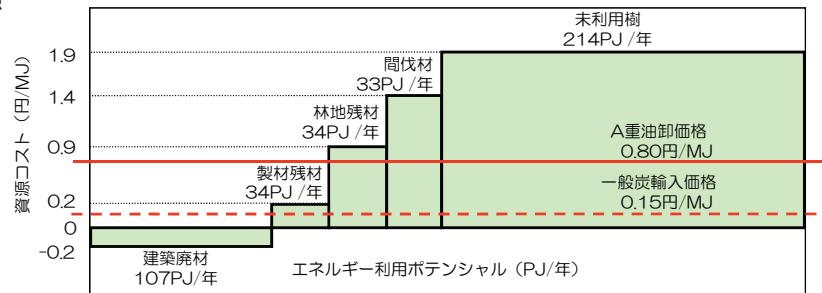 資源コスト（円/MJ）
1.9
1.4
0.9
0.2
0
-0.2
建築廃材
107PJ/年
製材残材
34PJ/年
林地残材
34PJ/年
間伐材
33PJ/年
未利用樹
214PJ/年
A重油卸価格
0.80円/MJ
一般炭輸入価格
0.15円/MJ
エネルギー利用ポテンシャル（PJ/年）